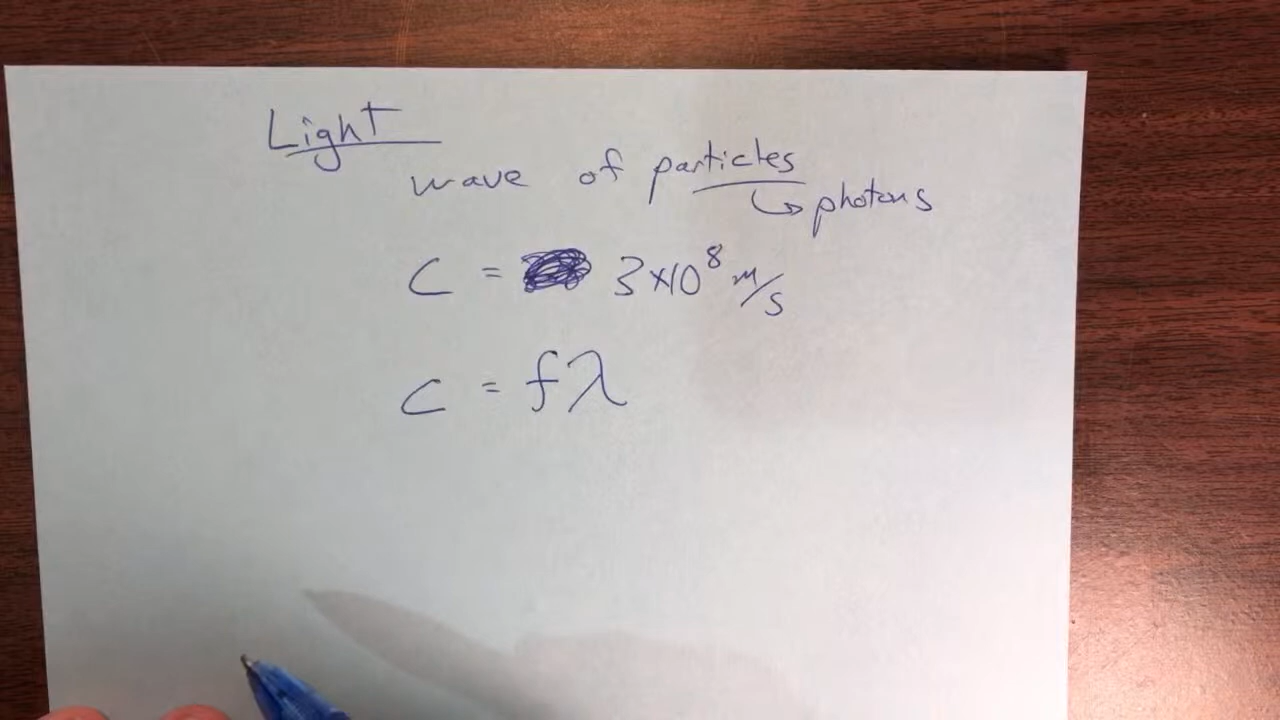 Light
wave of particles
↳ photons
c = 3×10⁸ m/s
c = fλ